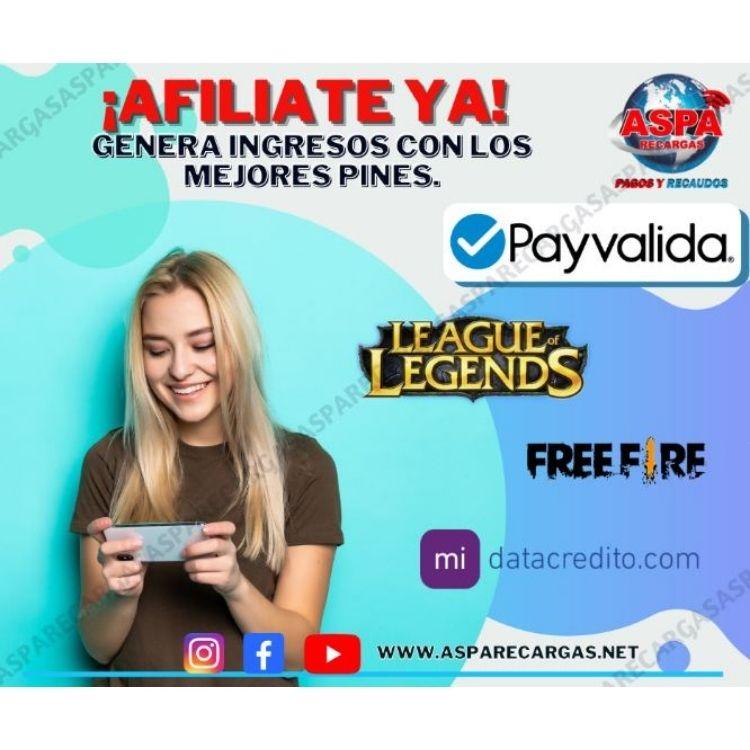 ¡AFILIATE YA!
GENERA INGRESOS CON LOS
MEJORES PINES.
ASPA
RECARGAS
PAGOS Y RECAUDOS
Payvalida.
LEAGUE of
LEGENDS
FREE FIRE
mi datacredito.com
WWW.ASPARECARGAS.NET
ASPARECARGAS